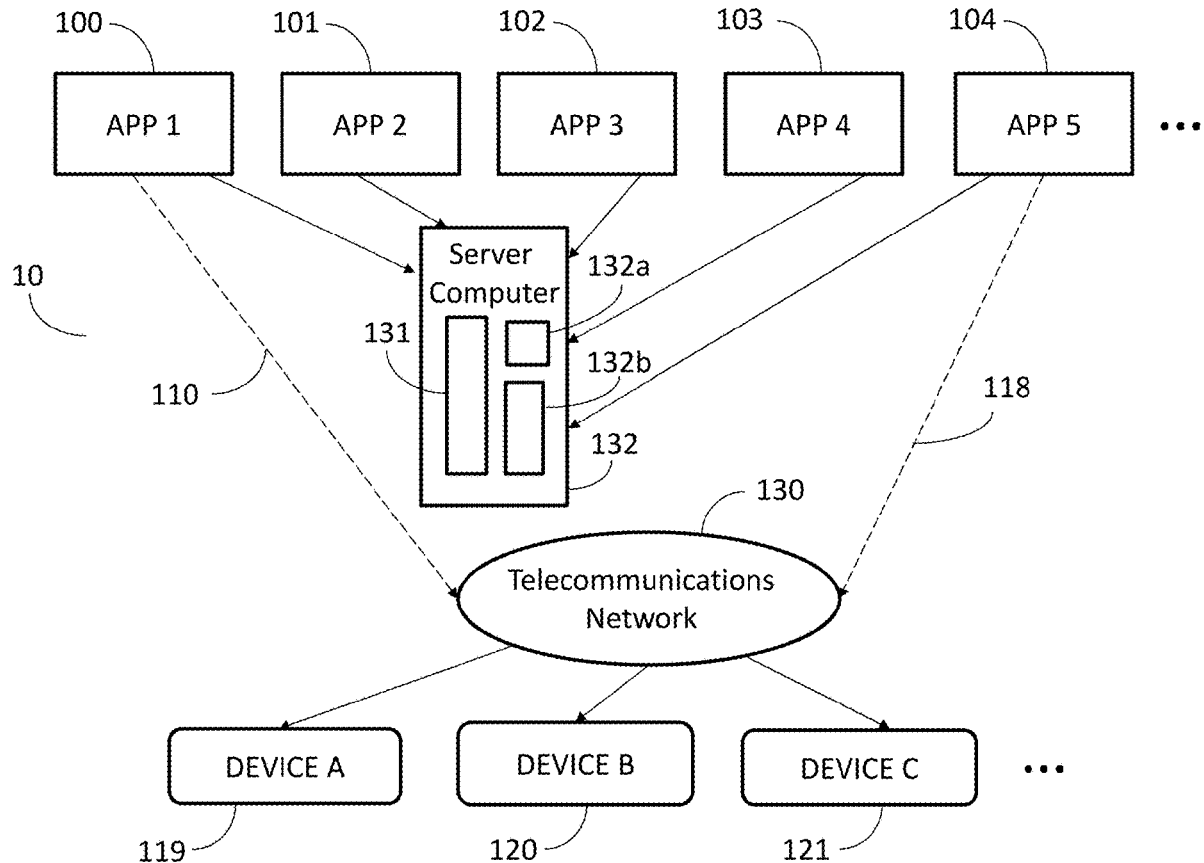 100
101
102
103
104
APP 1
APP 2
APP 3
APP 4
APP 5
...
Server
Computer
10
132a
131
132b
110
118
132
130
Telecommunications
Network
DEVICE A
DEVICE B
DEVICE C
...
119
120
121